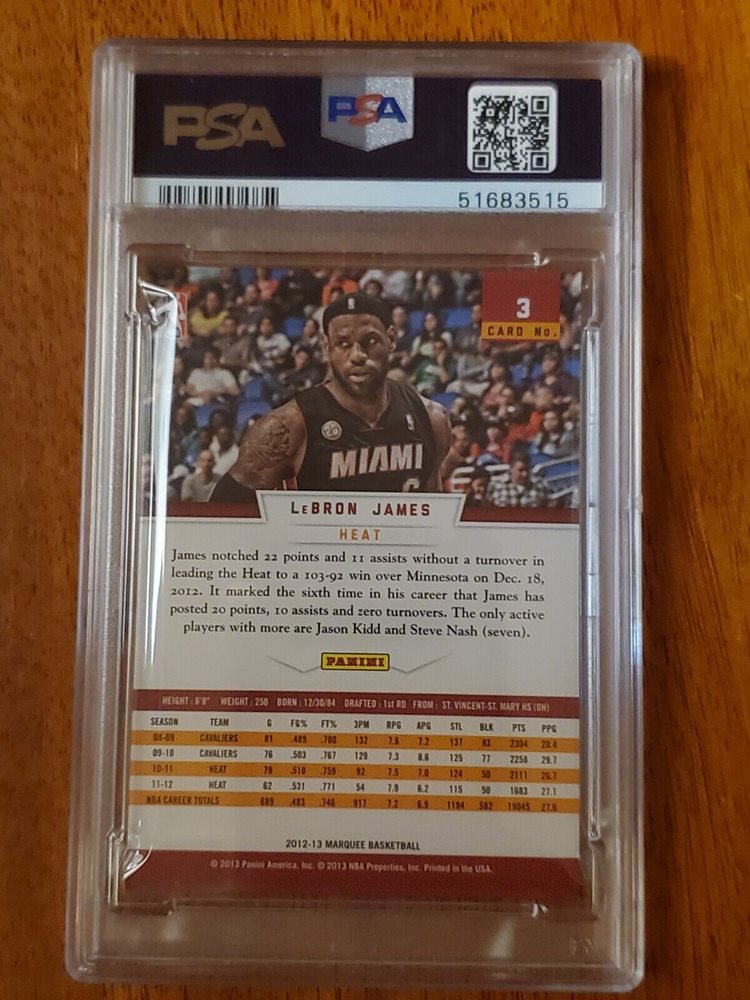 PSA
PSA
51683515
3
CARD No.
MIAMI
6
LeBRON JAMES
HEAT
James notched 22 points and 11 assists without a turnover in
leading the Heat to a 103-92 win over Minnesota on Dec. 18,
2012. It marked the sixth time in his career that James has
posted 20 points, 10 assists and zero turnovers. The only active
players with more are Jason Kidd and Steve Nash (seven).
PANINI
HEIGHT: 6'8" WEIGHT: 250 BORN: 12/30/84 DRAFTED: 1st RD FROM: ST. VINCENT-ST. MARY HS (OH)
SEASON TEAM G FG% FT% 3PM RPG APG STL BLK PTS PPG
08-09 CAVALIERS 81 .489 .780 132 7.6 7.2 137 93 2304 28.4
09-10 CAVALIERS 76 .503 .767 129 7.3 8.6 125 77 2258 29.7
10-11 HEAT 79 .510 .759 92 7.5 7.0 124 50 2111 26.7
11-12 HEAT 62 .531 .771 54 7.9 6.2 115 50 1683 27.1
NBA CAREER TOTALS 689 .483 .746 917 7.2 6.9 1194 582 19045 27.6
2012-13 MARQUEE BASKETBALL
© 2013 Panini America, Inc. © 2013 NBA Properties, Inc. Printed in the USA.